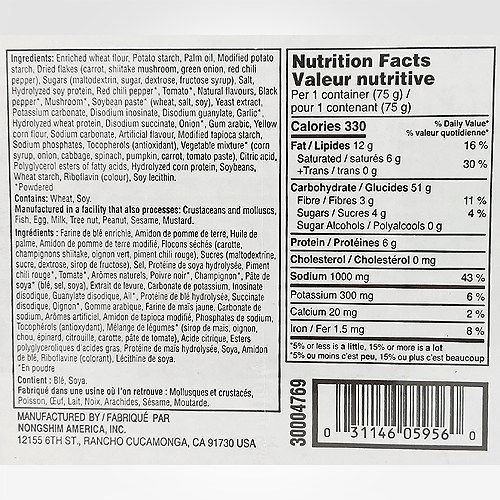 Ingredients: Enriched wheat flour, Potato starch, Palm oil, Modified potato
starch, Dried flakes (carrot, shiitake mushroom, green onion, red chili
pepper), Sugars (maltodextrin, sugar, dextrose, fructose syrup), Salt,
Hydrolyzed soy protein, Red chili pepper*, Tomato*, Natural flavours, Black
pepper*, Mushroom*, Soybean paste* (wheat, salt, soy), Yeast extract,
Potassium carbonate, Disodium inosinate, Disodium guanylate, Garlic*,
Hydrolyzed wheat protein, Disodium succinate, Onion*, Gum arabic, Yellow
corn flour, Sodium carbonate, Artificial flavour, Modified tapioca starch,
Sodium phosphates, Tocopherols (antioxidant), Vegetable mixture* (corn
syrup, onion, cabbage, spinach, pumpkin, carrot, tomato paste), Citric acid,
Polyglycerol esters of fatty acids, Hydrolyzed corn protein, Soybeans,
Wheat starch, Riboflavin (colour), Soy lecithin.
*Powdered
Contains: Wheat, Soy.
Manufactured in a facility that also processes: Crustaceans and molluscs,
Fish, Egg, Milk, Tree nut, Peanut, Sesame, Mustard.
Ingrédients : Farine de blé enrichie, Amidon de pomme de terre, Huile de
palme, Amidon de pomme de terre modifié, Flocons séchés (carotte,
champignons shiitake, oignon vert, piment chili rouge), Sucres (maltodextrine,
sucre, dextrose, sirop de fructose), Sel, Protéine de soya hydrolysée, Piment
chili rouge*, Tomate*, Arômes naturels, Poivre noir*, Champignon*, Pâte de
soya* (blé, sel, soya), Extrait de levure, Carbonate de potassium, Inosinate
disodique, Guanylate disodique, Ail*, Protéine de blé hydrolysée, Succinate
disodique, Oignon*, Gomme arabique, Farine de maïs jaune, Carbonate de
sodium, Arômes artificiel, Amidon de tapioca modifié, Phosphates de sodium,
Tocophérols (antioxydant), Mélange de légumes* (sirop de maïs, oignon,
chou, épinard, citrouille, carotte, pâte de tomate), Acide citrique, Esters
polyglycéroliques d'acides gras, Protéine de maïs hydrolysée, Soya, Amidon
de blé, Riboflavine (colorant), Lécithine de soya.
*En poudre
Contient : Blé, Soya.
Fabriqué dans une usine où l'on retrouve : Mollusques et crustacés,
Poisson, Œuf, Lait, Noix, Arachides, Sésame, Moutarde.
MANUFACTURED BY / FABRIQUÉ PAR
NONGSHIM AMERICA, INC.
12155 6TH ST., RANCHO CUCAMONGA, CA 91730 USA
Nutrition Facts
Valeur nutritive
Per 1 container (75 g) /
pour 1 contenant (75 g)
Calories 330 % Daily Value*
% valeur quotidienne*
Fat / Lipides 12 g 16 %
Saturated / saturés 6 g
+Trans / trans 0 g 30 %
Carbohydrate / Glucides 51 g
Fibre / Fibres 3 g 11 %
Sugars / Sucres 4 g 4 %
Sugar Alcohols / Polyalcools 0 g
Protein / Protéines 6 g
Cholesterol / Cholestérol 0 mg
Sodium 1000 mg 43 %
Potassium 300 mg 6 %
Calcium 20 mg 2 %
Iron / Fer 1.5 mg 8 %
*5% or less is a little, 15% or more is a lot
*5% ou moins c'est peu, 15% ou plus c'est beaucoup
30004769
0 31146 05956 0